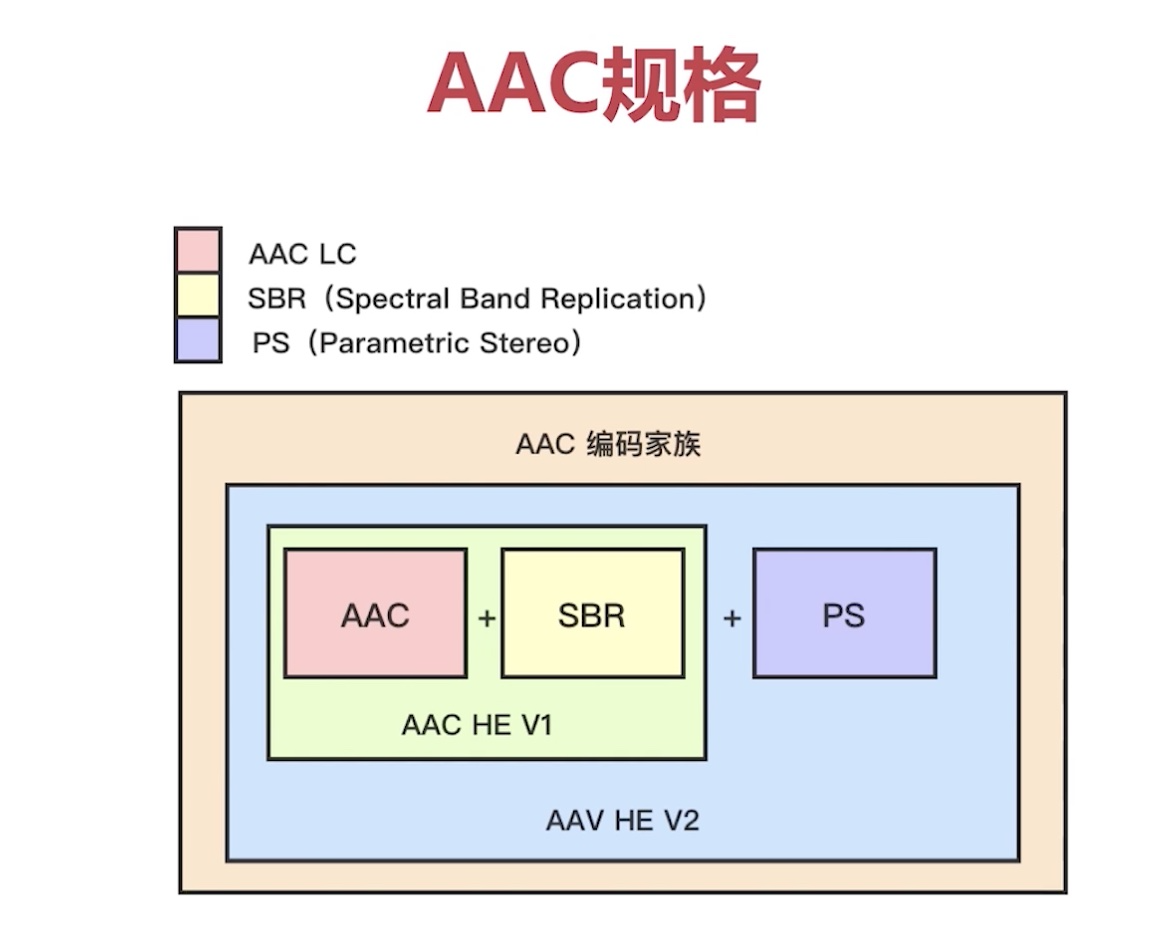 AAC规格
AAC LC
SBR（Spectral Band Replication）
PS（Parametric Stereo）
AAC 编码家族
AAC + SBR + PS
AAC HE V1
AAV HE V2